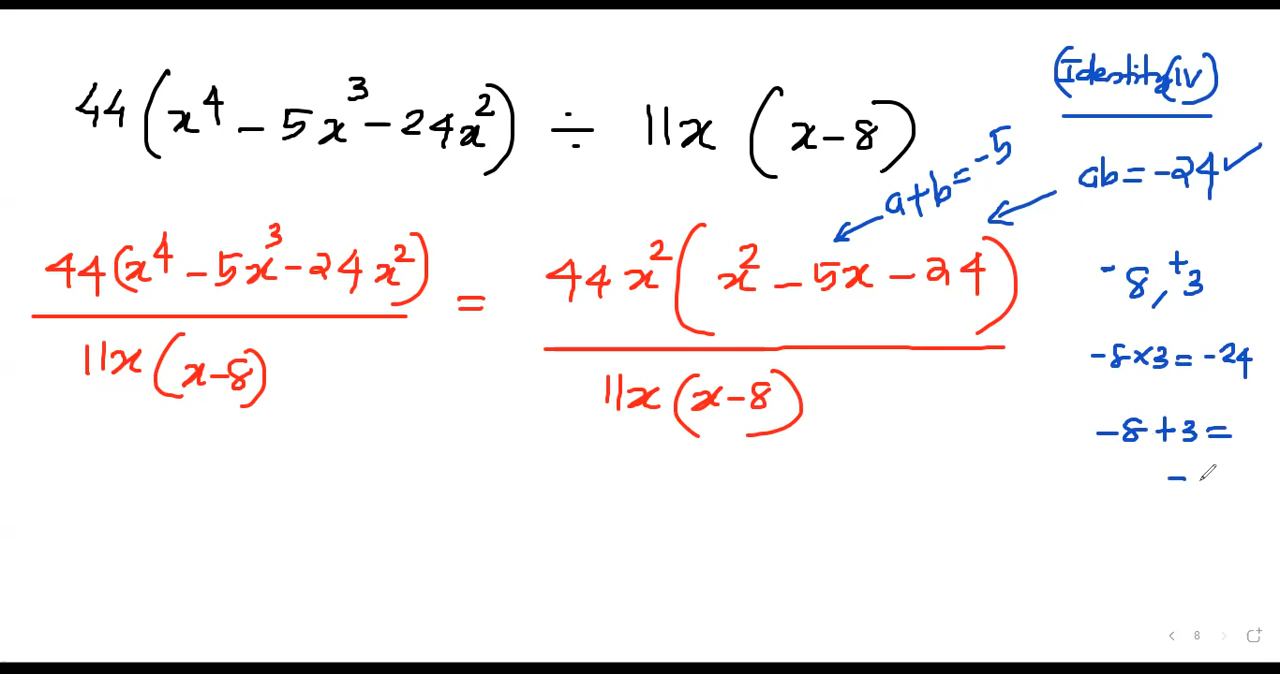 44(x⁴ - 5x³ - 24x²) ÷ 11x (x-8)
(Identity(iv)
a+b = -5
ab = -24 ✓
44(x⁴ - 5x³ - 24x²) / 11x(x-8) = 44x²(x² - 5x - 24) / 11x(x-8)
-8, +3
-8×3 = -24
-8+3 =
-
8